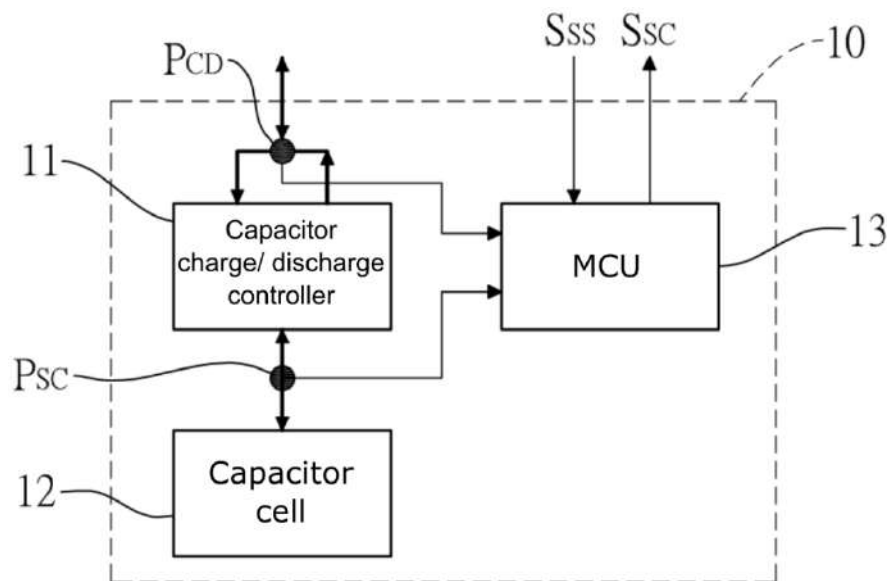 PCD
SSS SSC
10
11
Capacitor
charge/ discharge
controller
MCU
13
PSC
12
Capacitor
cell